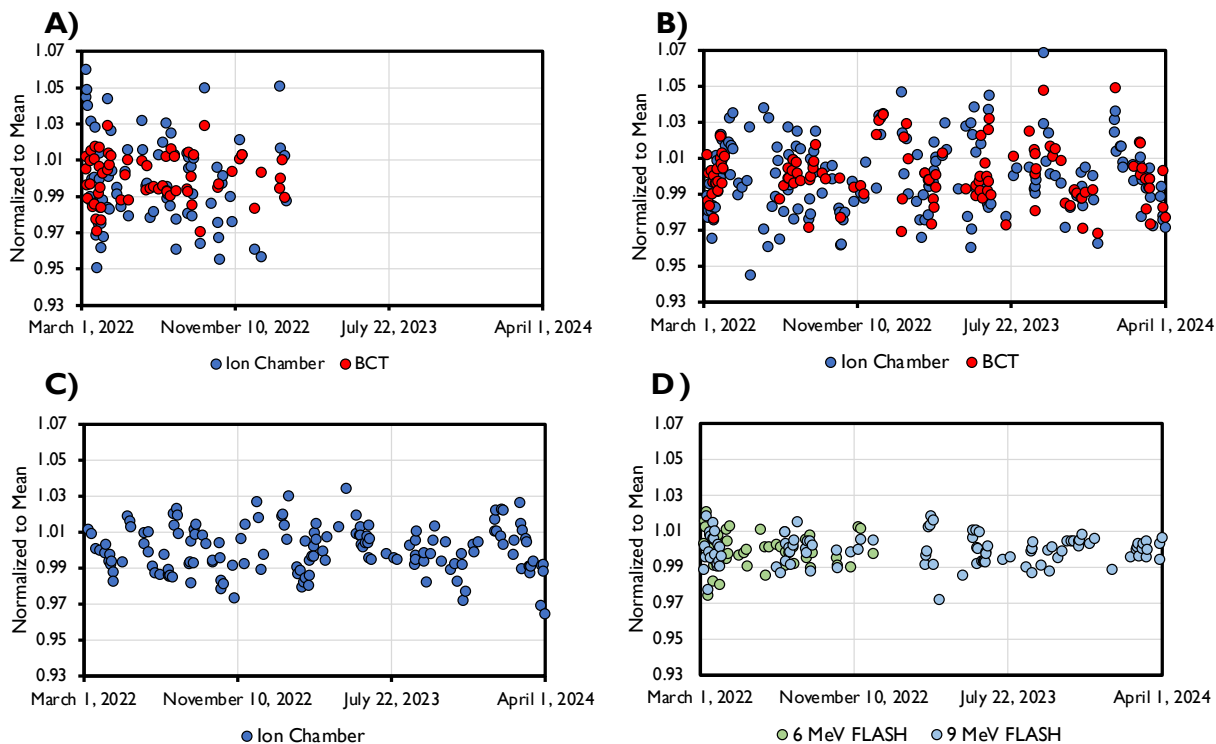 A)
1.07
1.05
1.03
1.01
0.99
0.97
0.95
0.93
Normalized to Mean
March 1, 2022 November 10, 2022 July 22, 2023 April 1, 2024
Ion Chamber BCT
B)
1.07
1.05
1.03
1.01
0.99
0.97
0.95
0.93
Normalized to Mean
March 1, 2022 November 10, 2022 July 22, 2023 April 1, 2024
Ion Chamber BCT
C)
1.07
1.05
1.03
1.01
0.99
0.97
0.95
0.93
Normalized to Mean
March 1, 2022 November 10, 2022 July 22, 2023 April 1, 2024
Ion Chamber
D)
1.07
1.05
1.03
1.01
0.99
0.97
0.95
0.93
Normalized to Mean
March 1, 2022 November 10, 2022 July 22, 2023 April 1, 2024
6 MeV FLASH 9 MeV FLASH